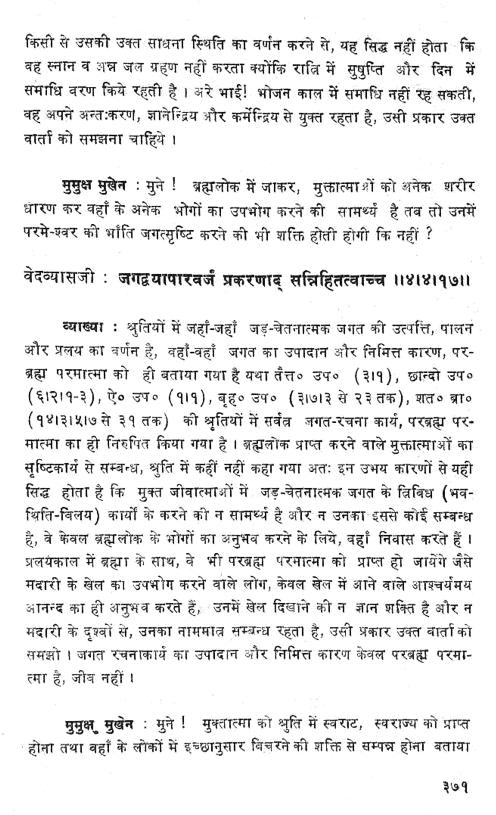 किसी से उसकी उक्त साधना स्थिति का वर्णन करने से, यह सिद्ध नहीं होता कि
वह स्नान व अन्न जल ग्रहण नहीं करता क्योंकि रात्रि में सुषुप्ति और दिन में
समाधि वरण किये रहती है । अरे भाई! भोजन काल में समाधि नहीं रह सकती,
वह अपने अन्तःकरण, ज्ञानेन्द्रिय और कर्मेन्द्रिय से युक्त रहता है, उसी प्रकार उक्त
वार्ता को समझना चाहिये ।
मुमुक्ष मुखेन : मुने ! ब्रह्मलोक में जाकर, मुक्तात्माओं को अनेक शरीर
धारण कर वहाँ के अनेक भोगों का उपभोग करने की सामर्थ्य है तब तो उनमें
परमे-श्वर की भाँति जगत्सृष्टि करने की भी शक्ति होती होगी कि नहीं ?
वेदव्यासजी : जगद्वयापारवर्जं प्रकरणाद् सन्निहितत्वाच्च ।।४।४।१७।।
व्याख्या : श्रुतियों में जहाँ-जहाँ जड़-चेतनात्मक जगत की उत्पत्ति, पालन
और प्रलय का वर्णन है, वहाँ-वहाँ जगत का उपादान और निमित्त कारण, पर-
ब्रह्म परमात्मा को ही बताया गया है यथा तैत्त० उप० (३।१), छान्दो उप०
(६।२।१-३), ऐ० उप० (१।१), वृह० उप० (३।७।३ से २३ तक), शत० ब्रा०
(१४।३।५।७ से ३१ तक) की श्रुतियों में सर्वत्र जगत-रचना कार्य, परब्रह्म पर-
मात्मा का ही निरुपित किया गया है । ब्रह्मलोक प्राप्त करने वाले मुक्तात्माओं का
सृष्टिकार्य से सम्बन्ध, श्रुति में कहीं नहीं कहा गया अतः इन उभय कारणों से यही
सिद्ध होता है कि मुक्त जीवात्माओं में जड़-चेतनात्मक जगत के त्रिविध (भव-
थिति-विलय) कार्यों के करने की न सामर्थ्य है और न उनका इससे कोई सम्बन्ध
है, वे केवल ब्रह्मलोक के भोगों का अनुभव करने के लिये, वहाँ निवास करते हैं ।
प्रलयकाल में ब्रह्मा के साथ, वे भी परब्रह्म परमात्मा को प्राप्त हो जायेंगे जैसे
मदारी के खेल का उपभोग करने वाले लोग, केवल खेल में आने वाले आश्चर्यमय
आनन्द का ही अनुभव करते हैं, उनमें खेल दिखाने की न ज्ञान शक्ति है और न
मदारी के दृश्यों से, उनका नाममात्र सम्बन्ध रहता है, उसी प्रकार उक्त वार्ता को
समझो । जगत रचनाकार्य का उपादान और निमित्त कारण केवल परब्रह्म परमा-
त्मा है, जीव नहीं ।
मुमुक्षु मुखेन : मुने ! मुक्तात्मा को श्रुति में स्वराट, स्वराज्य को प्राप्त
होना तथा वहाँ के लोकों में इच्छानुसार विचरने की शक्ति से सम्पन्न होना बताया
३७१